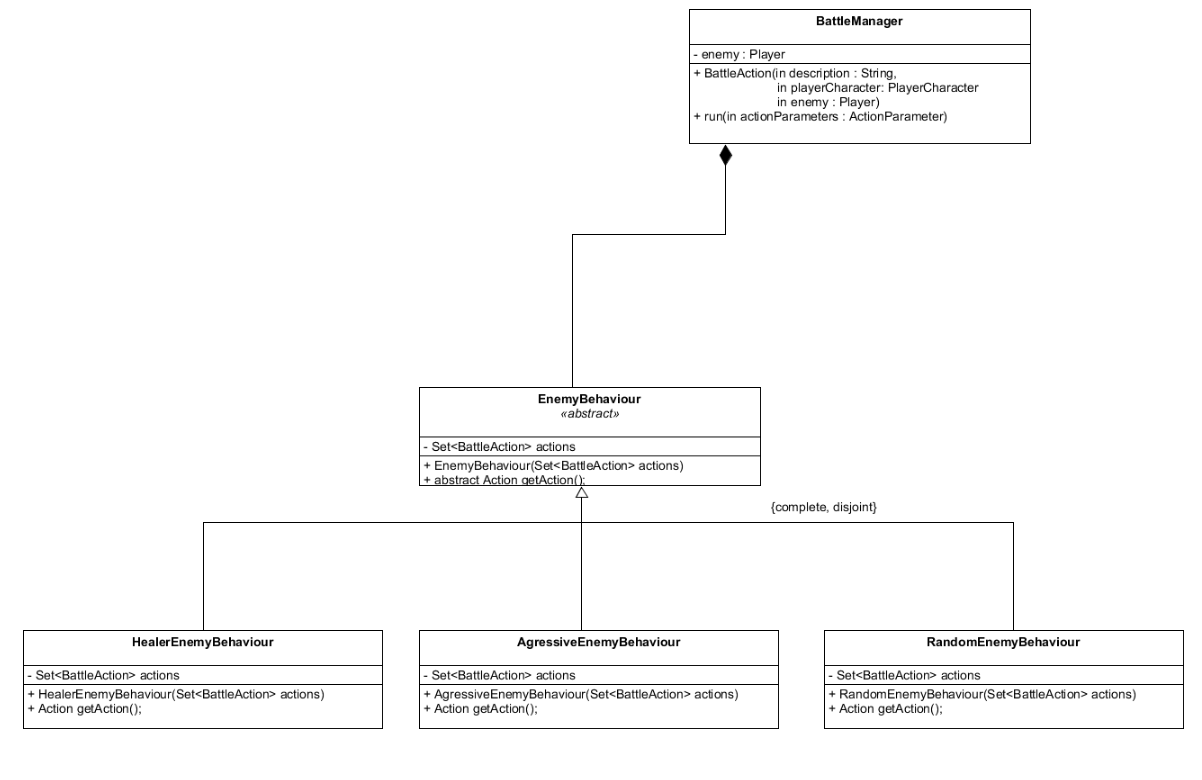 BattleManager
- enemy : Player
+ BattleAction(in description : String,
in playerCharacter: PlayerCharacter
in enemy : Player)
+ run(in actionParameters : ActionParameter)
EnemyBehaviour
«abstract»
- Set<BattleAction> actions
+ EnemyBehaviour(Set<BattleAction> actions)
+ abstract Action getAction();
{complete, disjoint}
HealerEnemyBehaviour
- Set<BattleAction> actions
+ HealerEnemyBehaviour(Set<BattleAction> actions)
+ Action getAction();
AgressiveEnemyBehaviour
- Set<BattleAction> actions
+ AgressiveEnemyBehaviour(Set<BattleAction> actions)
+ Action getAction();
RandomEnemyBehaviour
- Set<BattleAction> actions
+ RandomEnemyBehaviour(Set<BattleAction> actions)
+ Action getAction();